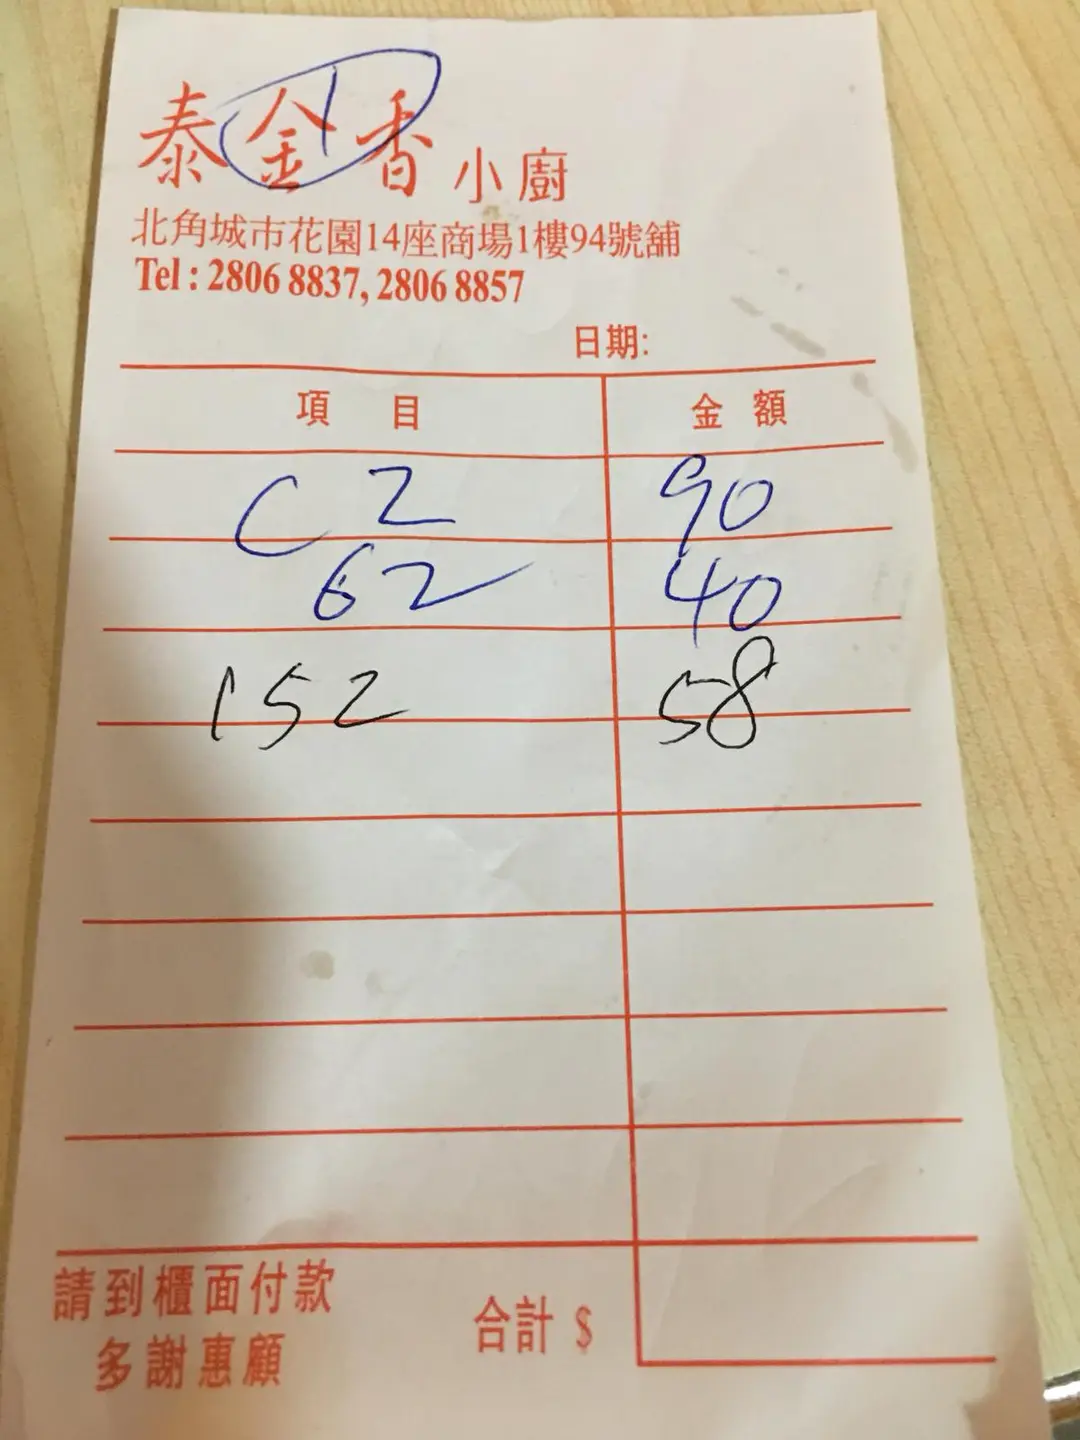 泰金香小廚
北角城市花園14座商場1樓94號舖
Tel : 2806 8837, 2806 8857
日期:
項目 金額
C 2 90
62 40
152 58
請到櫃面付款
多謝惠顧
合計 $